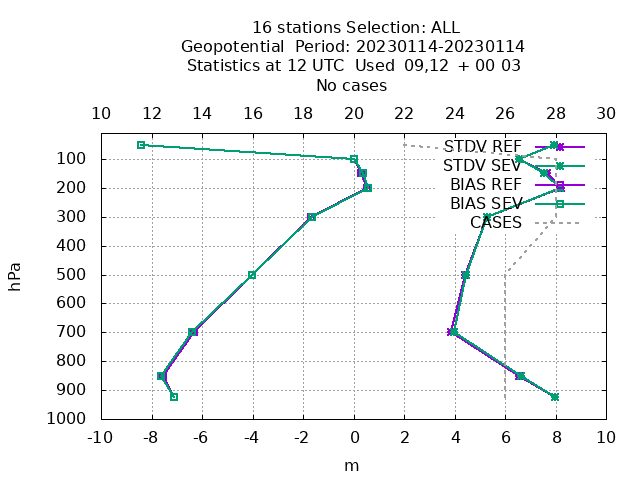 16 stations Selection: ALL
Geopotential  Period: 20230114-20230114
Statistics at 12 UTC  Used  09,12  + 00 03
No cases
10 12 14 16 18 20 22 24 26 28 30
STDV REF
STDV SEV
BIAS REF
BIAS SEV
CASES
100
200
300
400
500
600
700
800
900
1000
hPa
-10 -8 -6 -4 -2 0 2 4 6 8 10
m